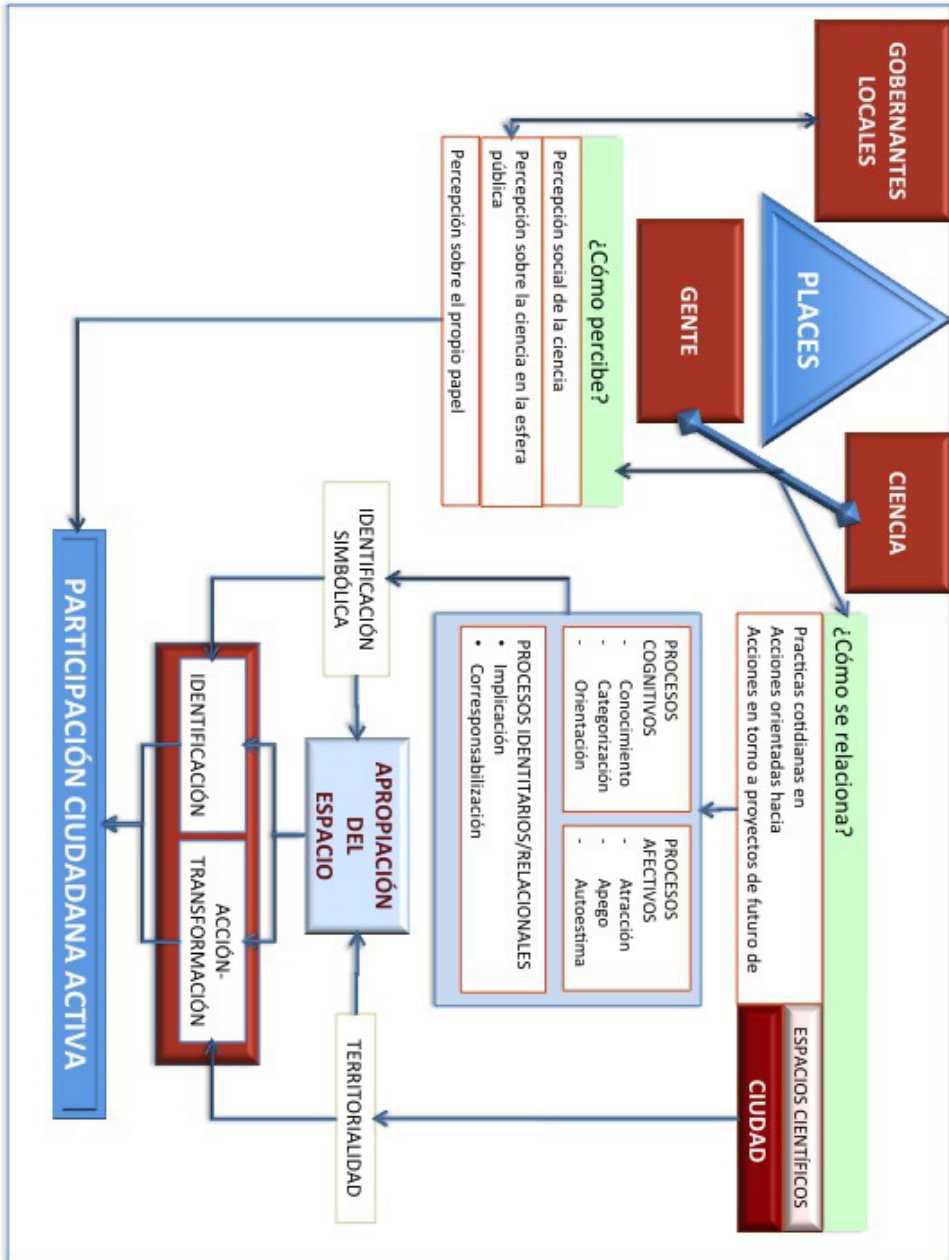 GOBERNANTES
LOCALES
PLACES
CIENCIA
GENTE
¿Cómo percibe?
Percepción social de la ciencia
Percepción sobre la ciencia en la esfera
pública
Percepción sobre el propio papel
¿Cómo se relaciona?
Practicas cotidianas en
Acciones orientadas hacia
Acciones en torno a proyectos de futuro de
ESPACIOS CIENTÍFICOS
CIUDAD
PROCESOS
COGNITIVOS
- Conocimiento
- Categorización
- Orientación
PROCESOS
AFECTIVOS
- Atracción
- Apego
- Autoestima
PROCESOS IDENTITARIOS/RELACIONALES
• Implicación
• Corresponsabilización
IDENTIFICACIÓN
SIMBÓLICA
APROPIACIÓN
DEL
ESPACIO
TERRITORIALIDAD
IDENTIFICACIÓN
ACCIÓN-
TRANSFORMACIÓN
PARTICIPACIÓN CIUDADANA ACTIVA